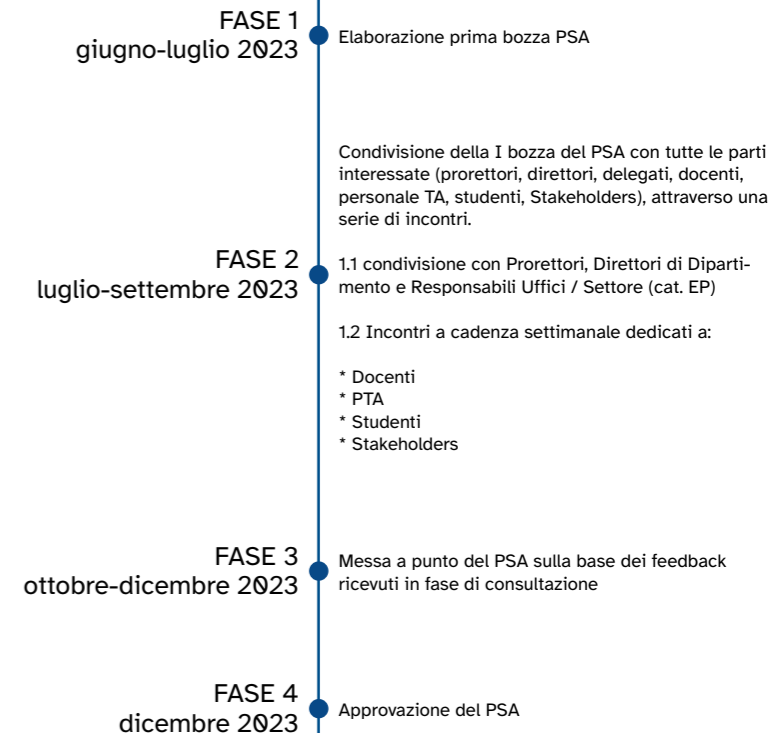 FASE 1
giugno-luglio 2023
Elaborazione prima bozza PSA
Condivisione della I bozza del PSA con tutte le parti
interessate (prorettori, direttori, delegati, docenti,
personale TA, studenti, Stakeholders), attraverso una
serie di incontri.
FASE 2
luglio-settembre 2023
1.1 condivisione con Prorettori, Direttori di Diparti-
mento e Responsabili Uffici / Settore (cat. EP)
1.2 Incontri a cadenza settimanale dedicati a:
* Docenti
* PTA
* Studenti
* Stakeholders
FASE 3
ottobre-dicembre 2023
Messa a punto del PSA sulla base dei feedback
ricevuti in fase di consultazione
FASE 4
dicembre 2023
Approvazione del PSA